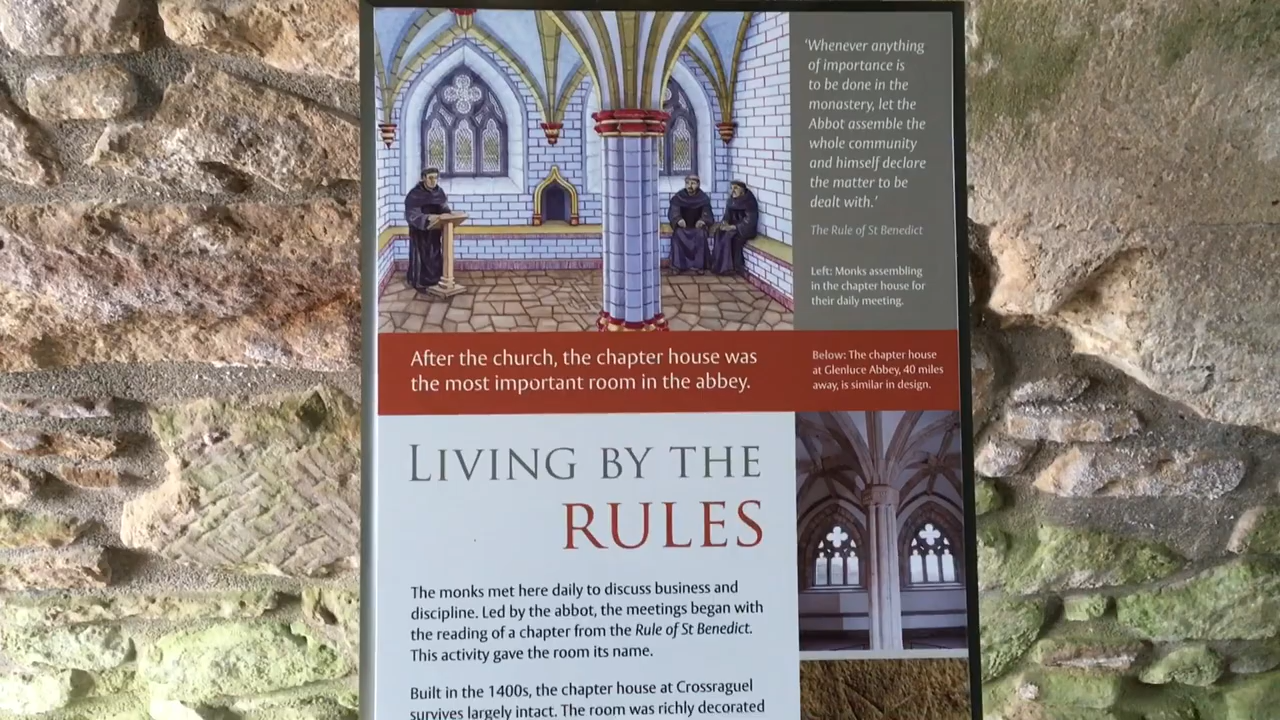 ‘Whenever anything
of importance is
to be done in the
monastery, let the
Abbot assemble the
whole community
and himself declare
the matter to be
dealt with.’
The Rule of St Benedict
Left: Monks assembling
in the chapter house for
their daily meeting.
After the church, the chapter house was
the most important room in the abbey.
Below: The chapter house
at Glenluce Abbey, 40 miles
away, is similar in design.
LIVING BY THE
RULES
The monks met here daily to discuss business and
discipline. Led by the abbot, the meetings began with
the reading of a chapter from the Rule of St Benedict.
This activity gave the room its name.
Built in the 1400s, the chapter house at Crossraguel
survives largely intact. The room was richly decorated